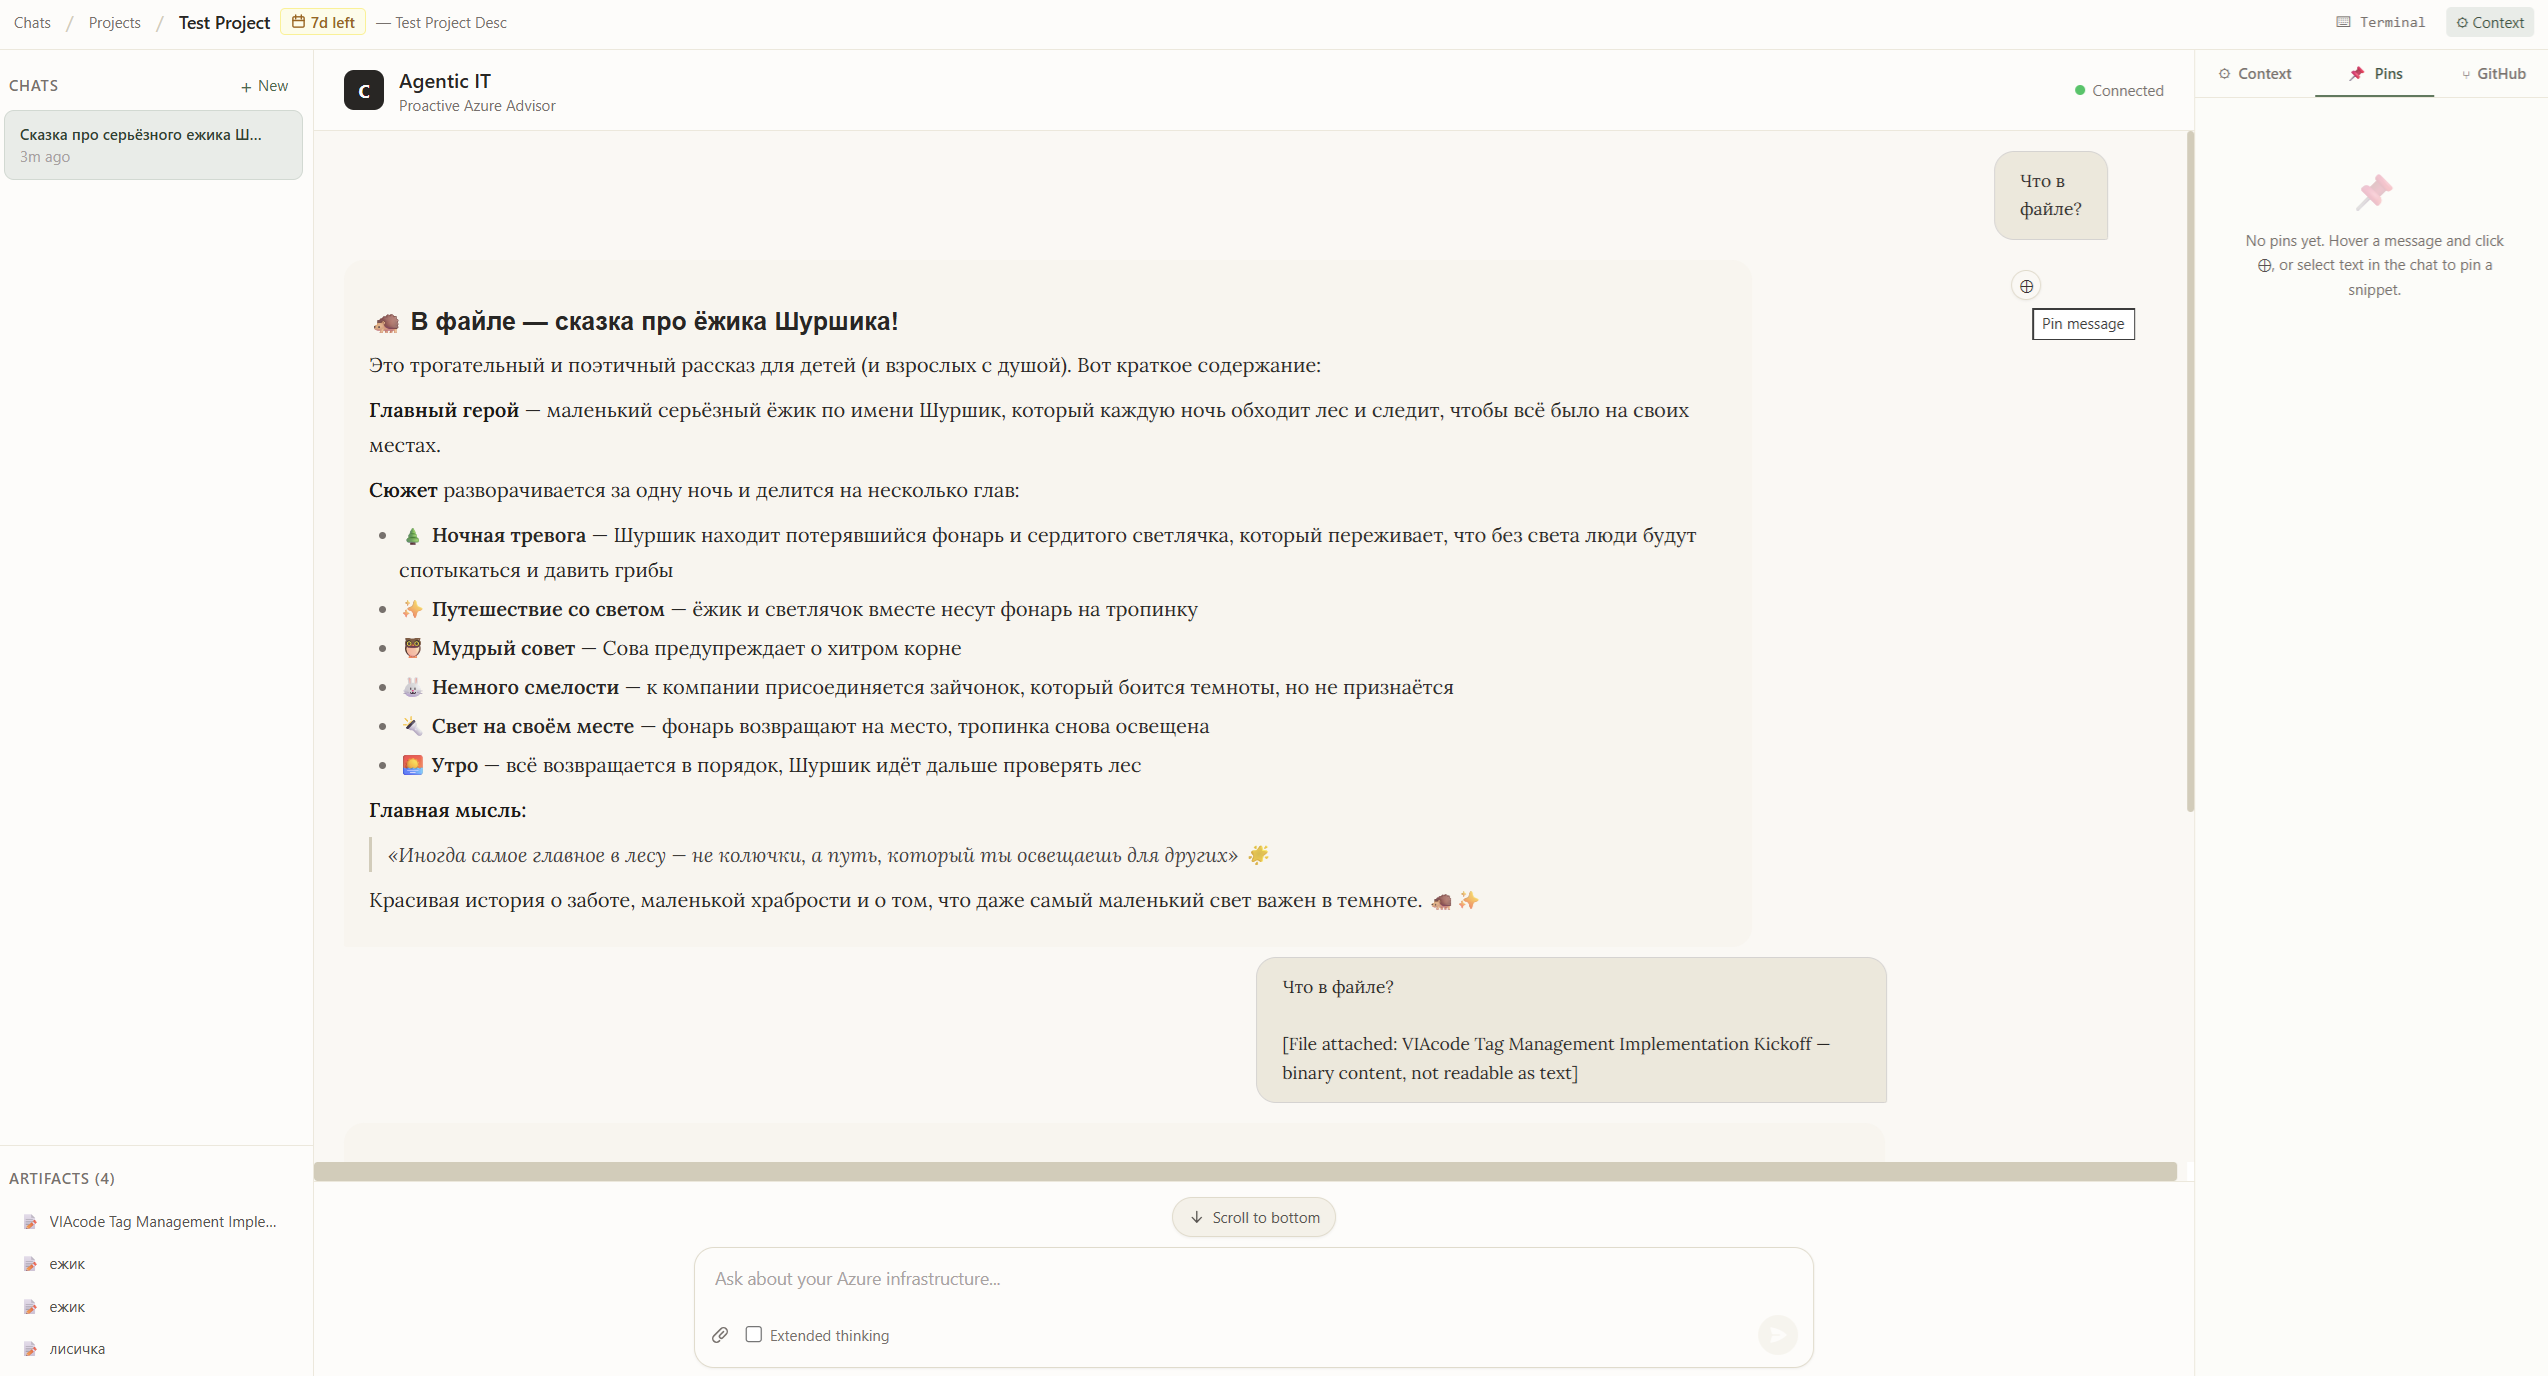 Chats / Projects / Test Project 7d left — Test Project Desc
Terminal Context
CHATS + New
Сказка про серьёзного ежика Ш...
3m ago
C
Agentic IT
Proactive Azure Advisor
Connected
Context Pins GitHub
Что в
файле?
Pin message
No pins yet. Hover a message and click
⊕, or select text in the chat to pin a
snippet.
🦔 В файле — сказка про ёжика Шуршика!
Это трогательный и поэтичный рассказ для детей (и взрослых с душой). Вот краткое содержание:
Главный герой — маленький серьёзный ёжик по имени Шуршик, который каждую ночь обходит лес и следит, чтобы всё было на своих
местах.
Сюжет разворачивается за одну ночь и делится на несколько глав:
• 🌲 Ночная тревога — Шуршик находит потерявшийся фонарь и сердитого светлячка, который переживает, что без света люди будут
спотыкаться и давить грибы
• ✨ Путешествие со светом — ёжик и светлячок вместе несут фонарь на тропинку
• 🦉 Мудрый совет — Сова предупреждает о хитром корне
• 🐰 Немного смелости — к компании присоединяется зайчонок, который боится темноты, но не признаётся
• 🔦 Свет на своём месте — фонарь возвращают на место, тропинка снова освещена
• 🌅 Утро — всё возвращается в порядок, Шуршик идёт дальше проверять лес
Главная мысль:
«Иногда самое главное в лесу — не колючки, а путь, который ты освещаешь для других» 🌟
Красивая история о заботе, маленькой храбрости и о том, что даже самый маленький свет важен в темноте. 🦔 ✨
Что в файле?
[File attached: VIAcode Tag Management Implementation Kickoff —
binary content, not readable as text]
ARTIFACTS (4)
VIAcode Tag Management Imple...
ежик
ежик
лисичка
↓ Scroll to bottom
Ask about your Azure infrastructure...
Extended thinking